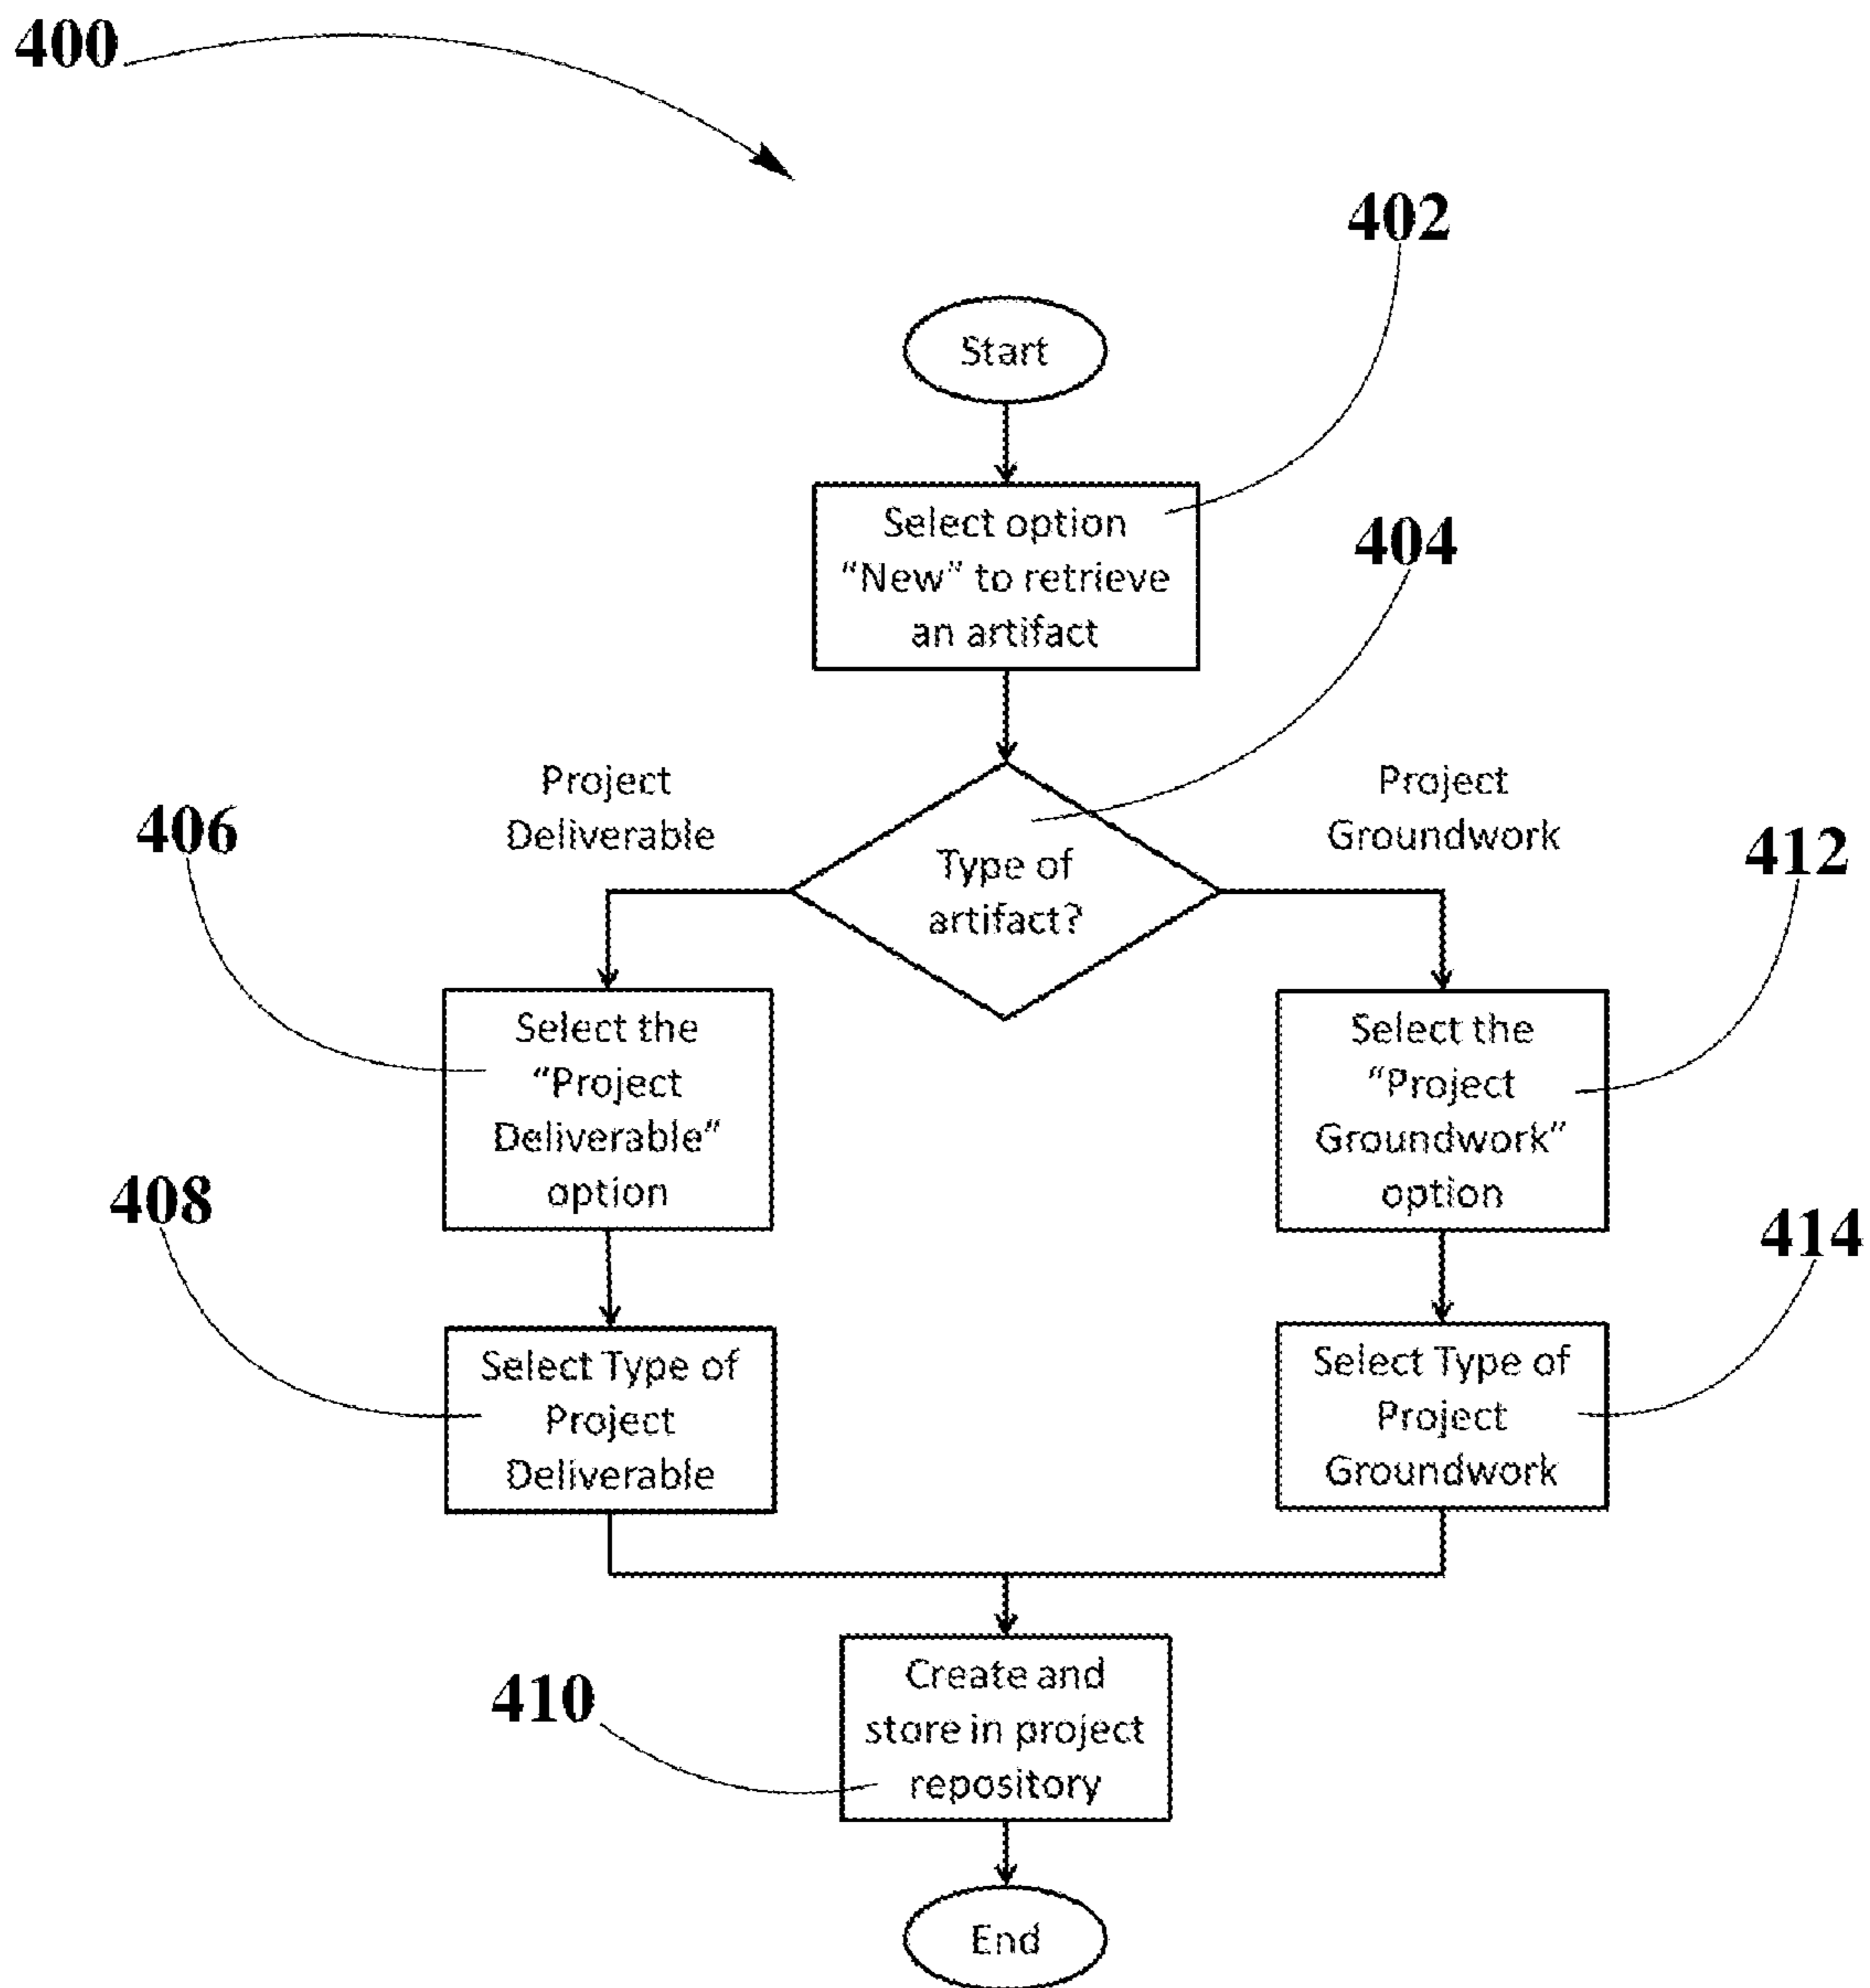 400
402
Start
Select option
“New” to retrieve
an artifact
404
Project
Deliverable
Project
Groundwork
406
412
Type of
artifact?
Select the
“Project
Deliverable”
option
Select the
“Project
Groundwork”
option
408
414
Select Type of
Project
Deliverable
Select Type of
Project
Groundwork
410
Create and
store in project
repository
End